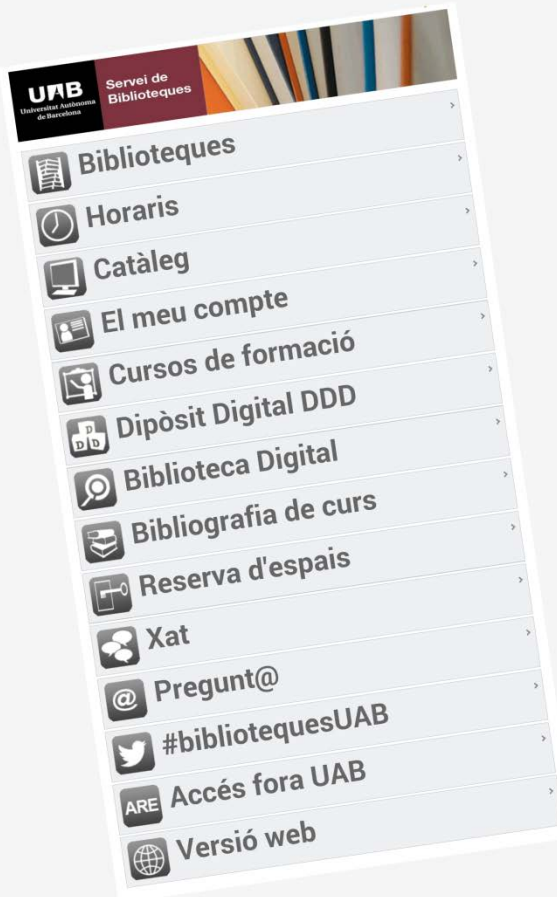 UAB
Universitat Autònoma
de Barcelona
Servei de
Biblioteques
Biblioteques
Horaris
Catàleg
El meu compte
Cursos de formació
D
D D
Dipòsit Digital DDD
Biblioteca Digital
Bibliografia de curs
Reserva d'espais
Xat
@ Pregunt@
#bibliotequesUAB
ARE Accés fora UAB
Versió web